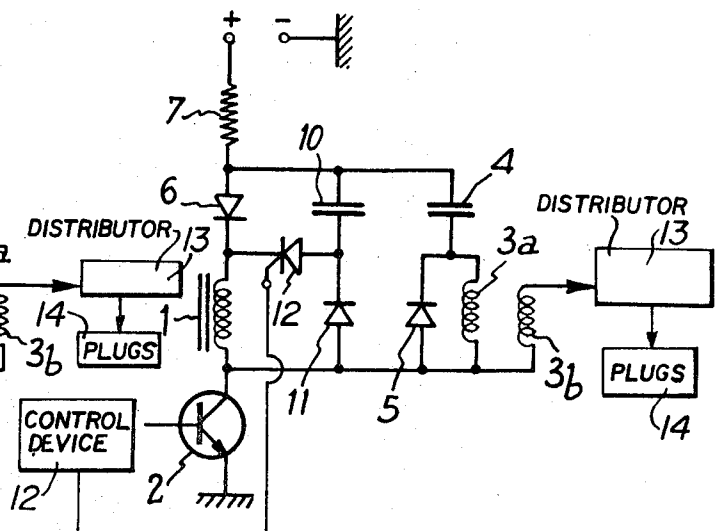 + -
7
10
4
6
DISTRIBUTOR
13
3a
DISTRIBUTOR
13
a
14
1
12
PLUGS
3b
11
5
3b
PLUGS
14
CONTROL
DEVICE
2
12